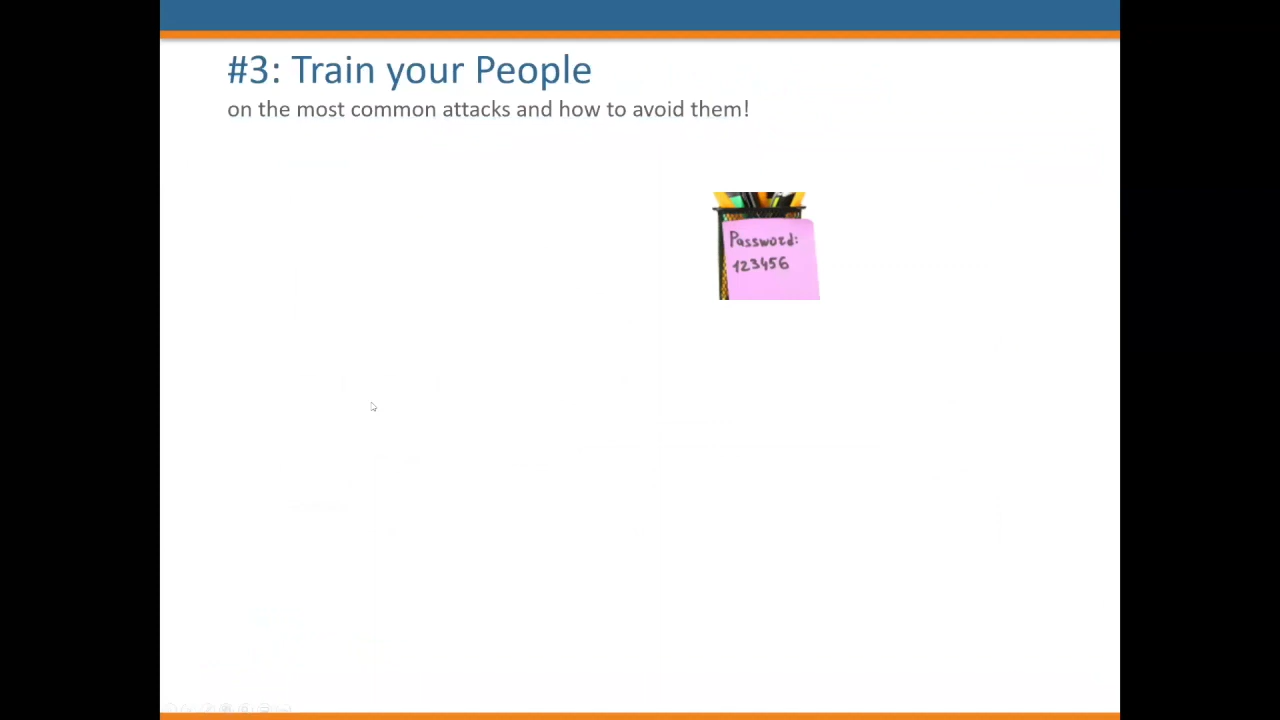 #3: Train your People
on the most common attacks and how to avoid them!
Password:
123456